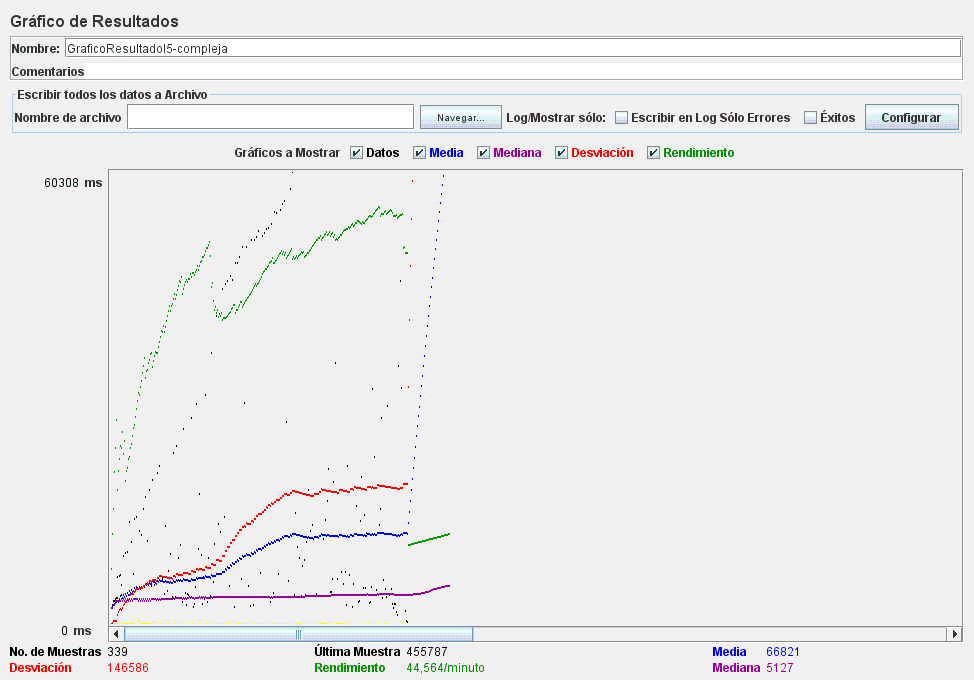 Gráfico de Resultados
Nombre: GraficoResultadoI5-compleja
Comentarios
Escribir todos los datos a Archivo
Nombre de archivo Navegar... Log/Mostrar sólo: Escribir en Log Sólo Errores Éxitos Configurar
Gráficos a Mostrar Datos Media Mediana Desviación Rendimiento
60308 ms
0 ms
No. de Muestras 339 Última Muestra 455787 Media 66821
Desviación 146586 Rendimiento 44,564/minuto Mediana 5127